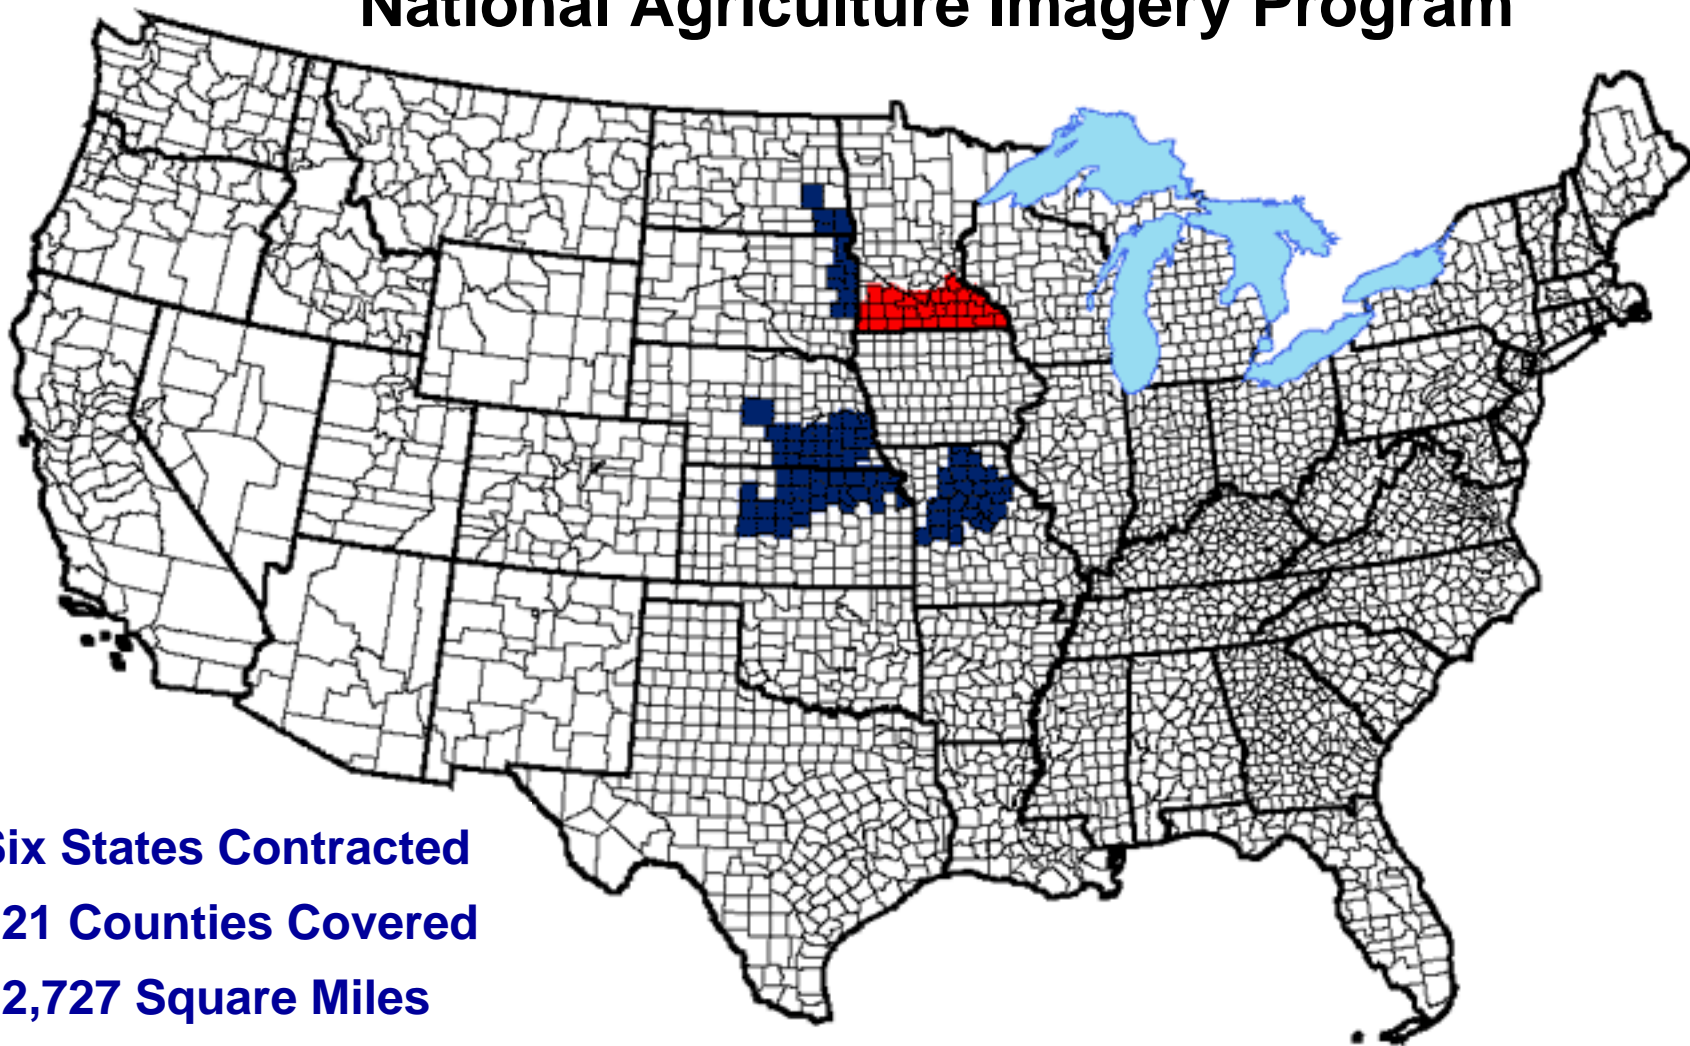 National Agriculture Imagery Program
Six States Contracted
21 Counties Covered
2,727 Square Miles